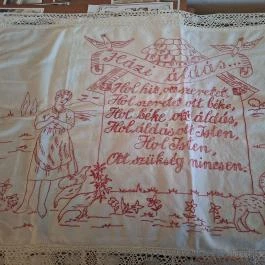 Házi
áldás...
Hol hit, ott szeretet,
Hol szeretet ott béke,
Hol béke ott áldás,
Hol áldás ott Isten,
Hol Isten,
Ott szükség nincsen.